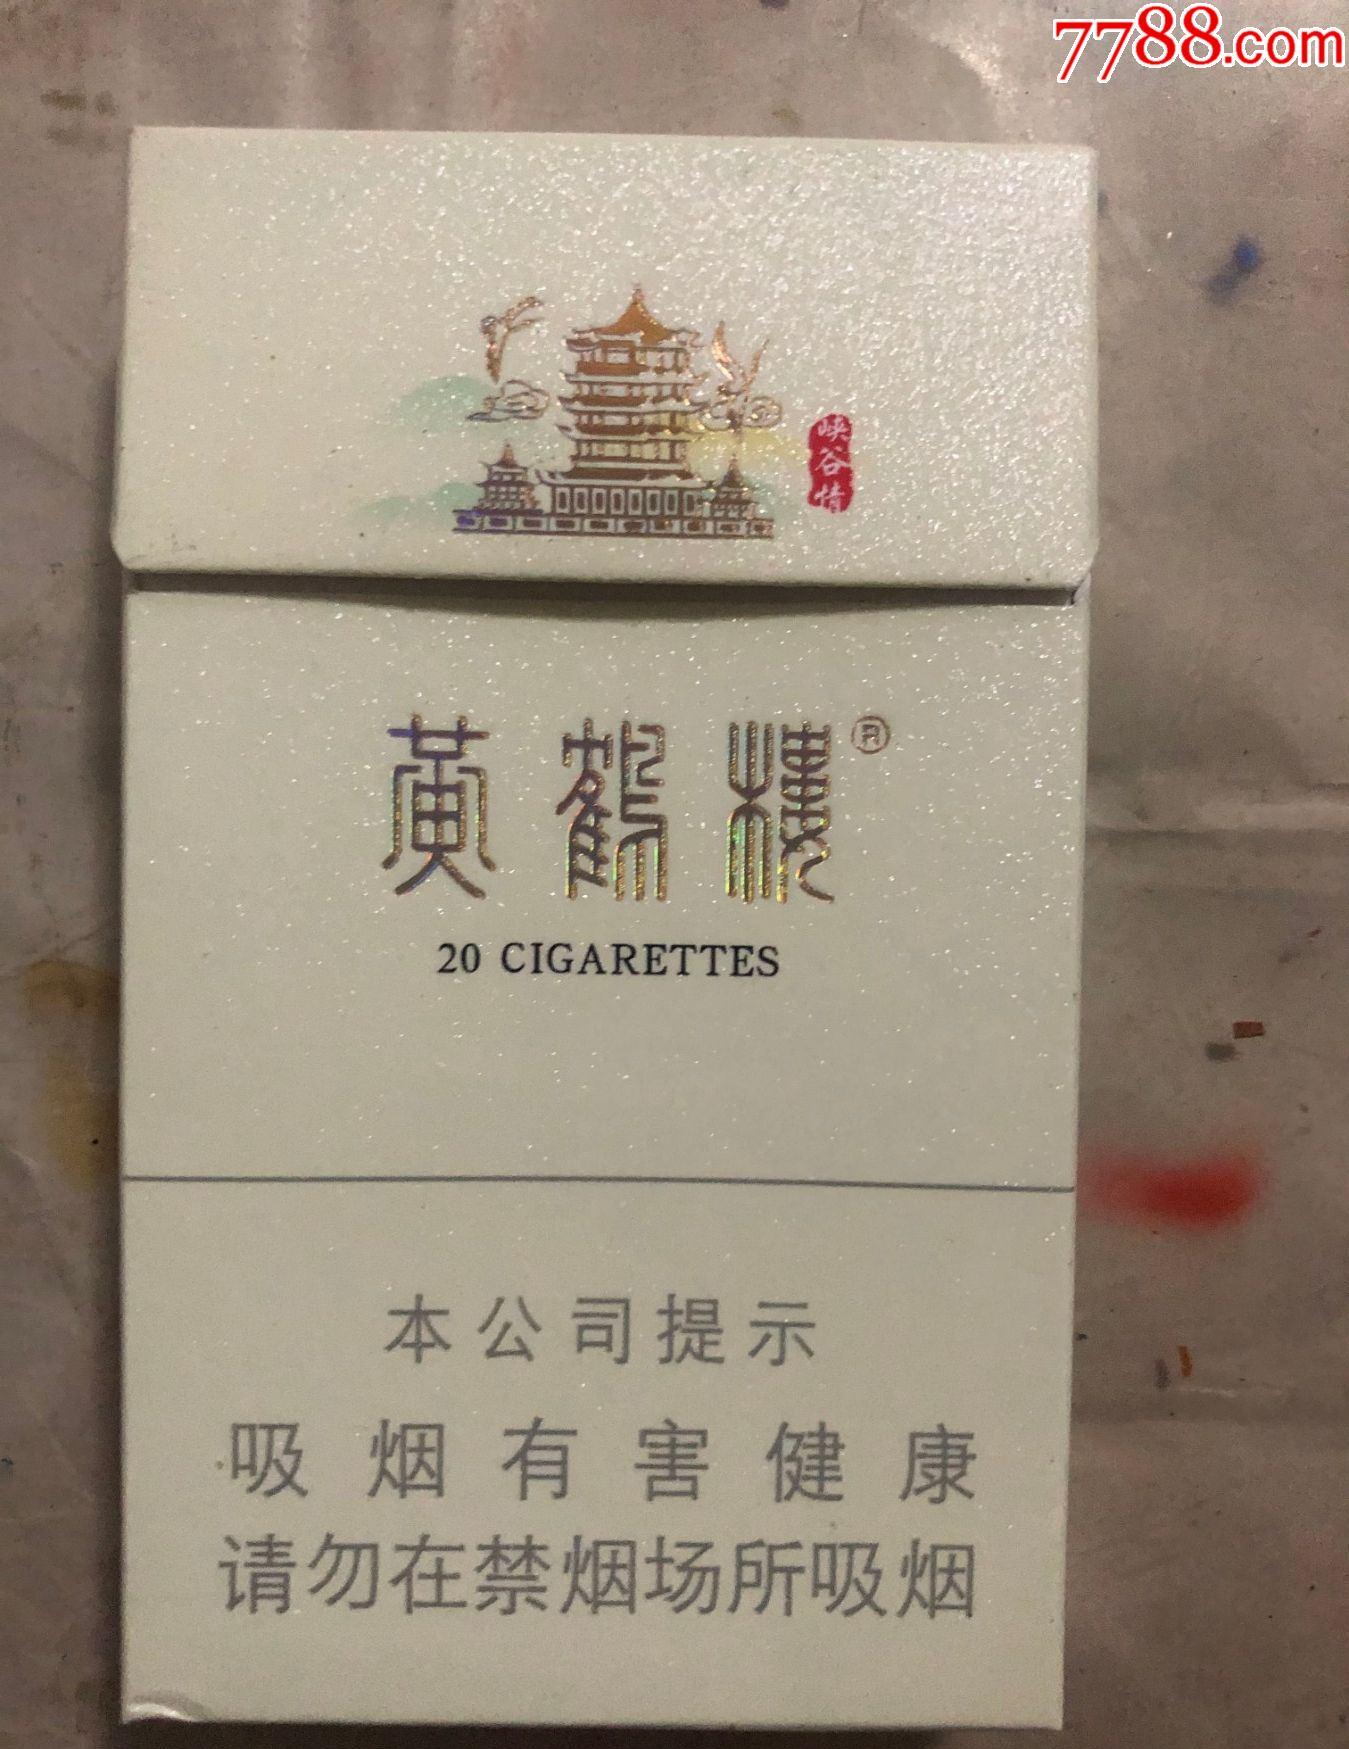 7788.com
峡谷情
黄鹤楼®
20 CIGARETTES
本公司提示
吸烟有害健康
请勿在禁烟场所吸烟